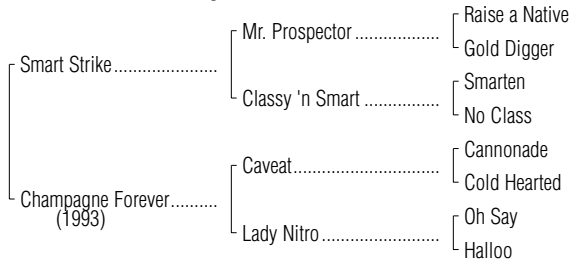 Raise a Native
Mr. Prospector ..................
Gold Digger
Smart Strike.....................
Smarten
Classy 'n Smart ................
No Class
Cannonade
Caveat..............................
Cold Hearted
Champagne Forever..........
(1993)
Oh Say
Lady Nitro.........................
Halloo